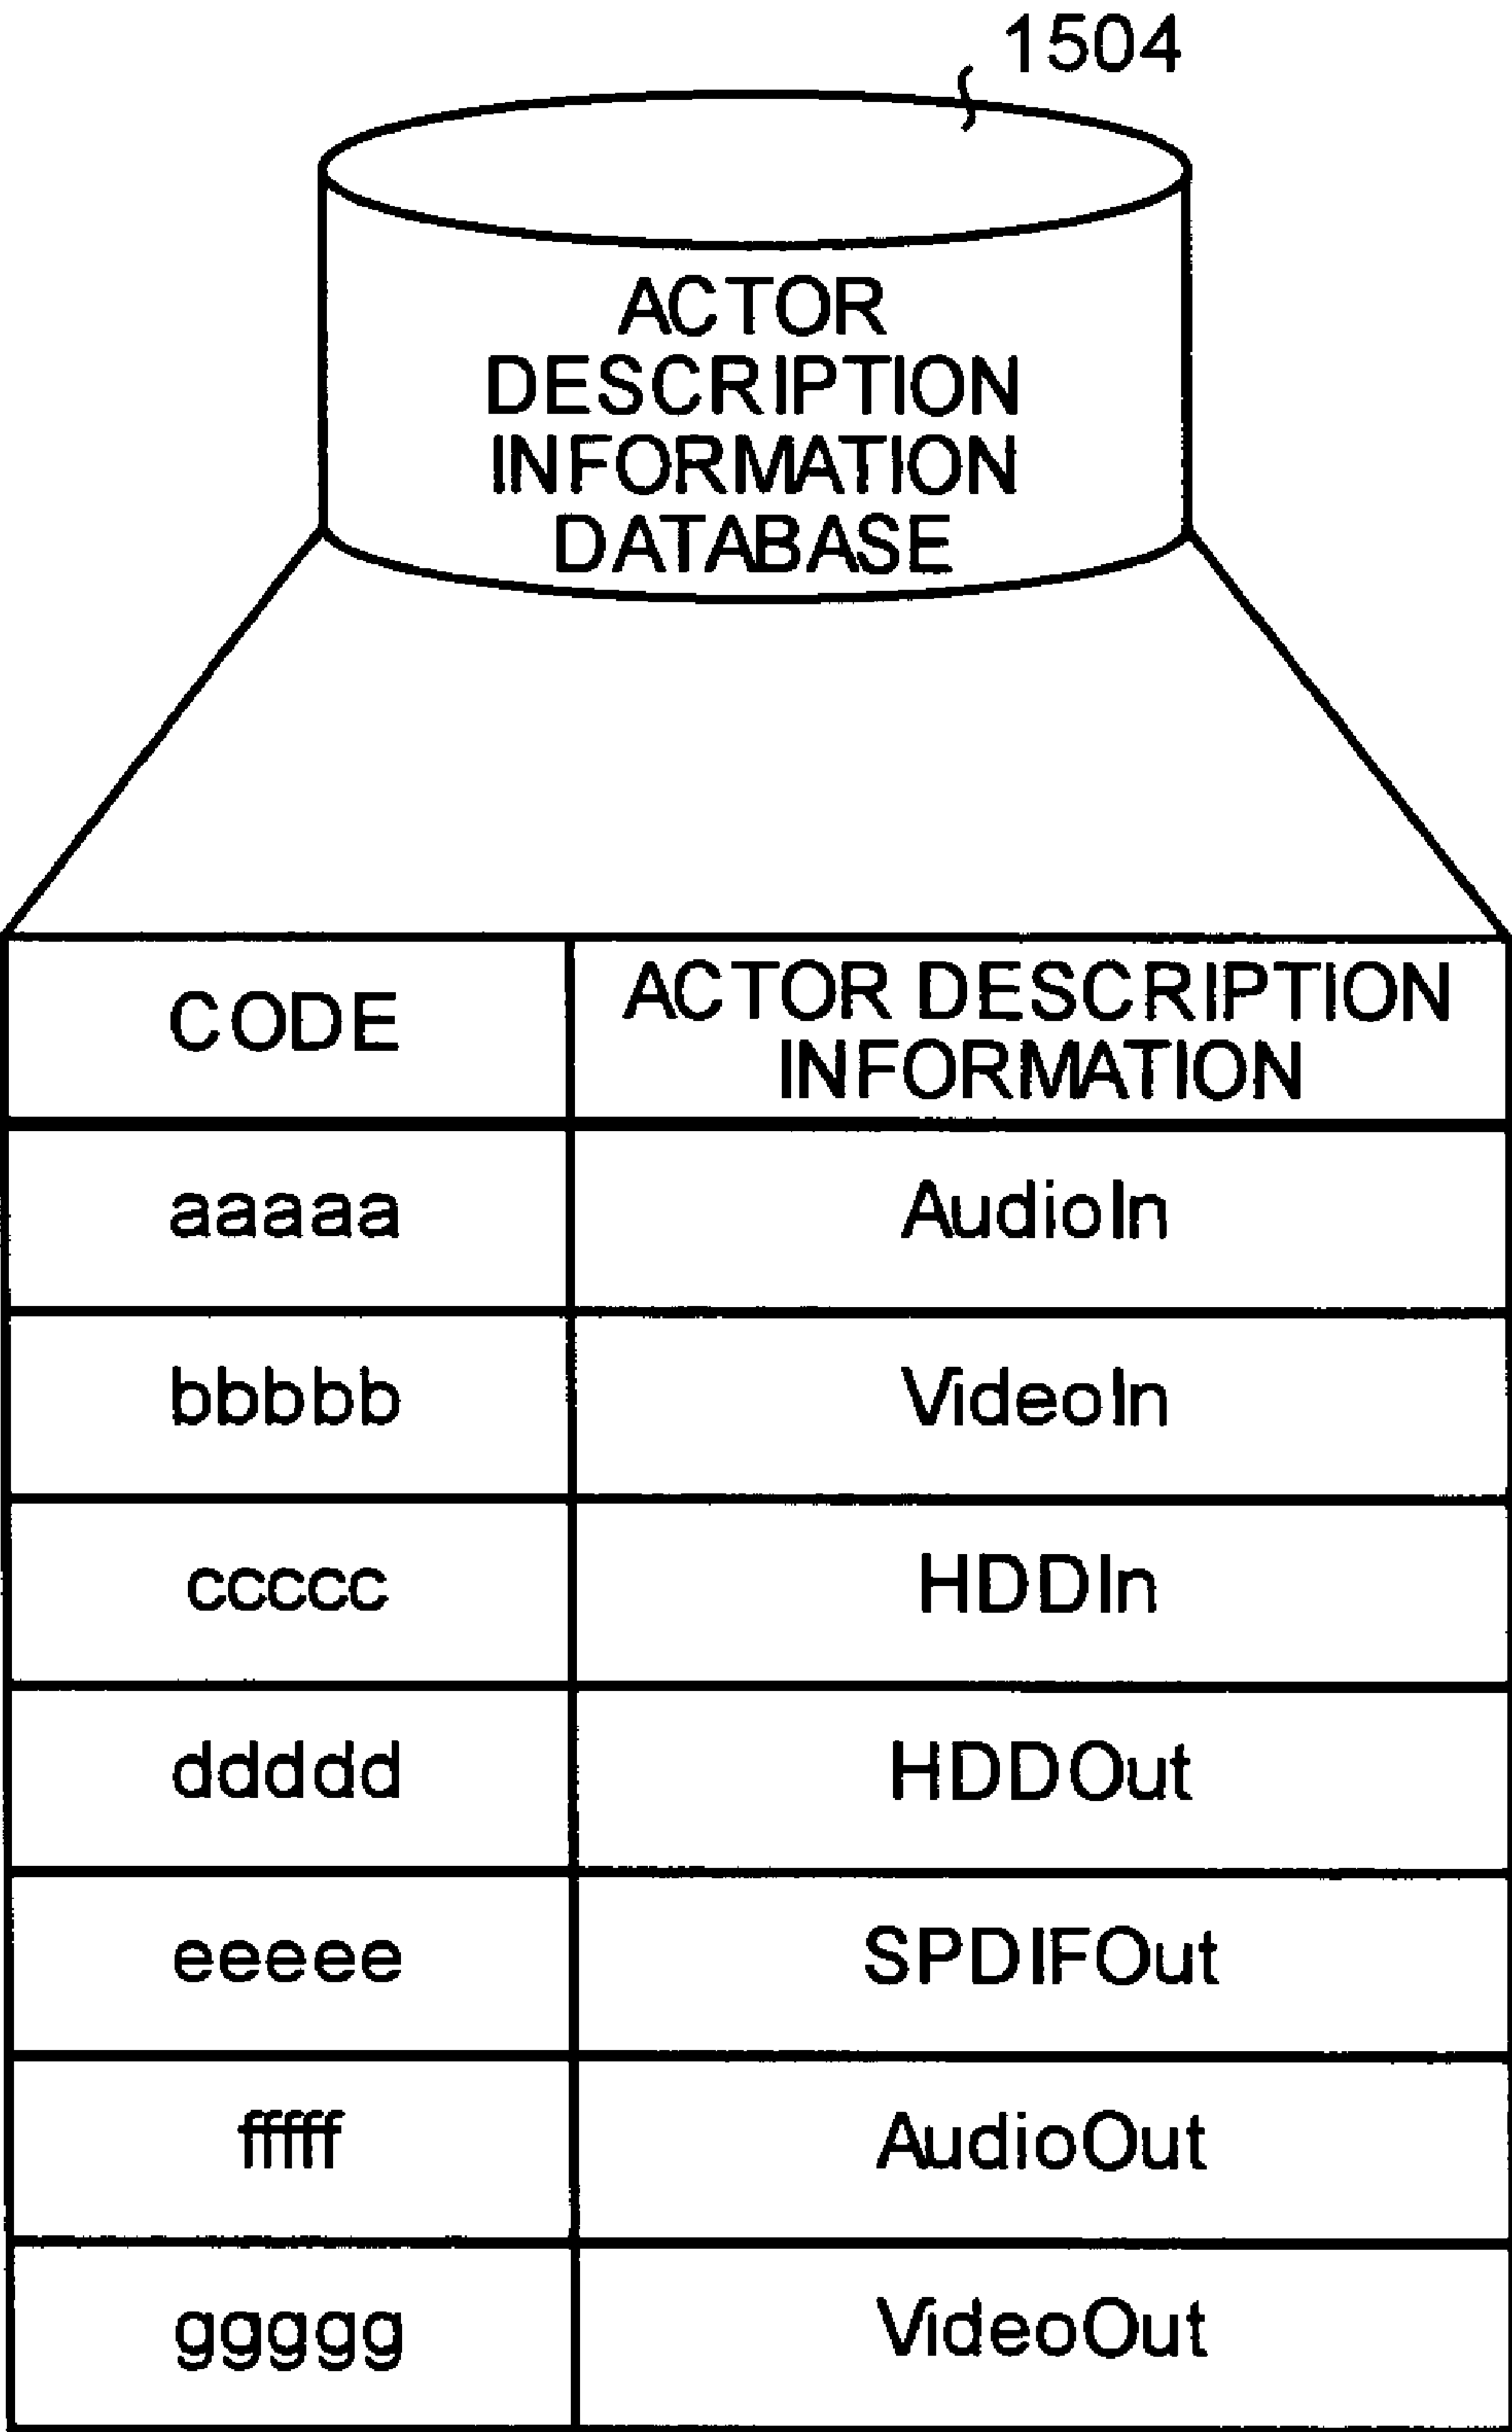 1504
ACTOR
DESCRIPTION
INFORMATION
DATABASE
CODE
ACTOR DESCRIPTION
INFORMATION
aaaaa
AudioIn
bbbbb
VideoIn
ccccc
HDDIn
ddddd
HDDOut
eeeee
SPDIFOut
fffff
AudioOut
ggggg
VideoOut